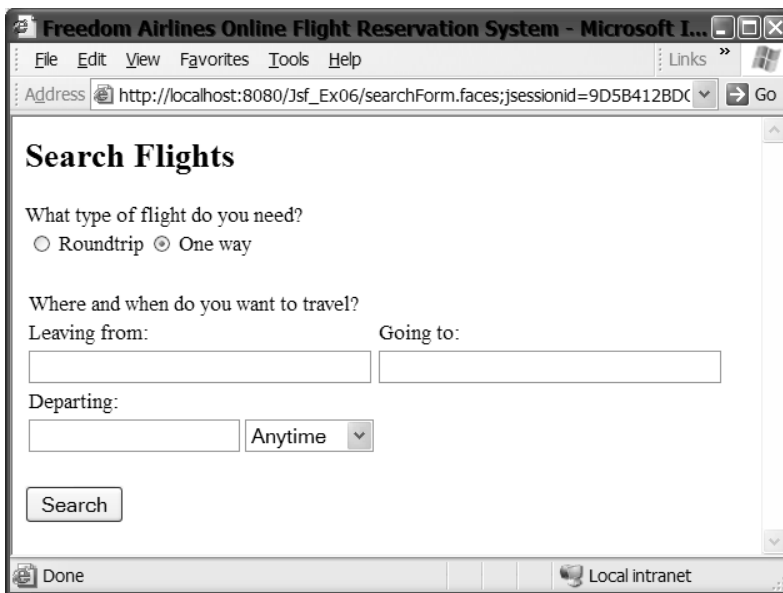 Freedom Airlines Online Flight Reservation System - Microsoft I...
File Edit View Favorites Tools Help Links »
Address http://localhost:8080/Jsf_Ex06/searchForm.faces;jsessionid=9D5B412BD Go
Search Flights
What type of flight do you need?
Roundtrip One way
Where and when do you want to travel?
Leaving from: Going to:
Departing:
Anytime
Search
Done Local intranet